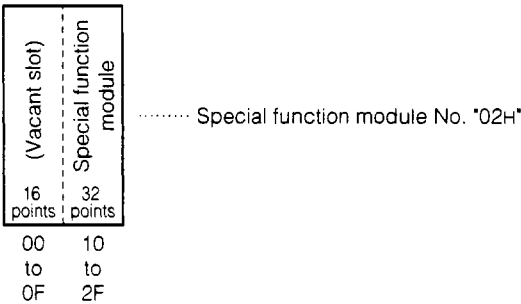 (Vacant slot)
Special function
module
16
points
32
points
········ Special function module No. "02H"
00
to
0F
10
to
2F